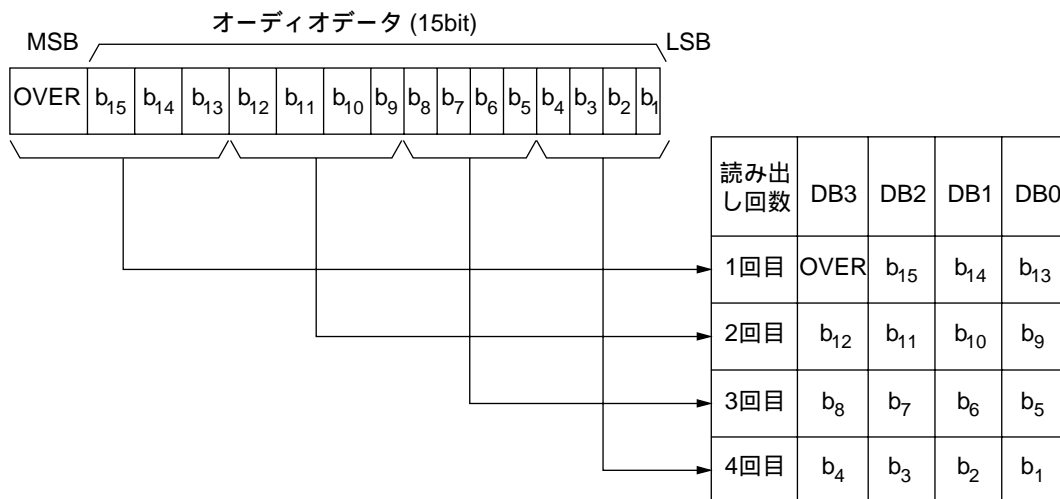 オーディオデータ (15bit)
MSB LSB
OVER b15 b14 b13 b12 b11 b10 b9 b8 b7 b6 b5 b4 b3 b2 b1
読み出し回数 DB3 DB2 DB1 DB0
1回目 OVER b15 b14 b13
2回目 b12 b11 b10 b9
3回目 b8 b7 b6 b5
4回目 b4 b3 b2 b1